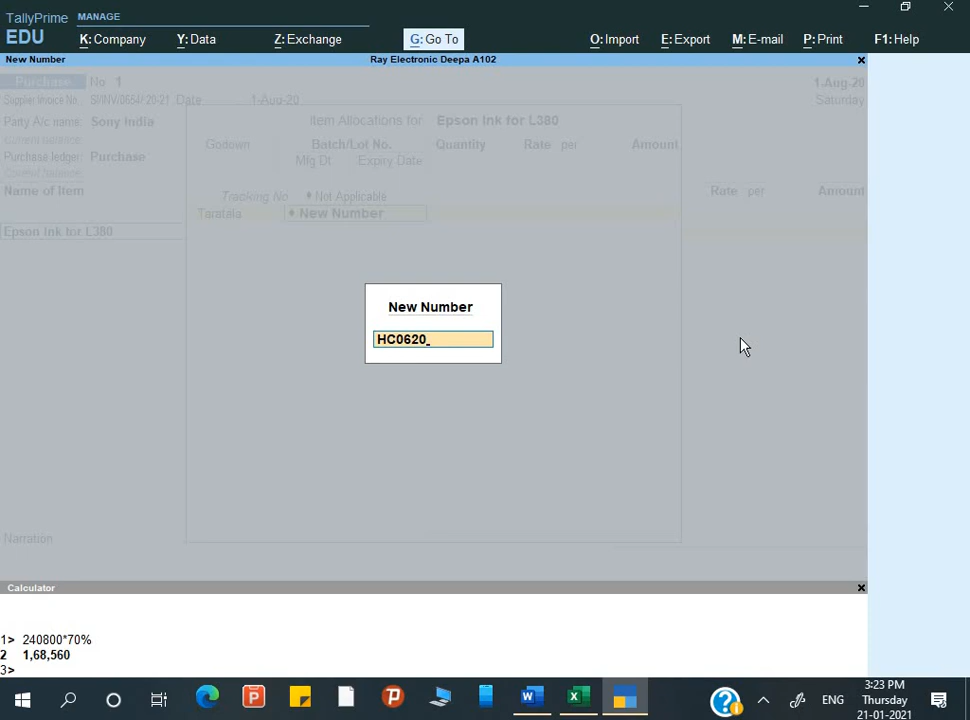 TallyPrime MANAGE
EDU K: Company Y: Data Z: Exchange G: Go To O: Import E: Export M: E-mail P: Print F1: Help
New Number Ray Electronic Deepa A102 ×
Purchase No 1 1-Aug-20
Supplier Invoice No. SI/INV/0654/ 20-21 Date 1-Aug-20 Saturday
Item Allocations for Epson Ink for L380
Party A/c name: Sony India
Current balance:
Godown Batch/Lot No. Quantity Rate per Amount
Purchase ledger: Purchase
Mfg Dt Expiry Date
Current balance:
Name of Item Rate per Amount
Tracking No ♦ Not Applicable
Taratala ♦ New Number
Epson Ink for L380
New Number
HC0620_
Narration
Calculator ×
1> 240800*70%
2 1,68,560
3>
ENG
3:23 PM
Thursday
21-01-2021